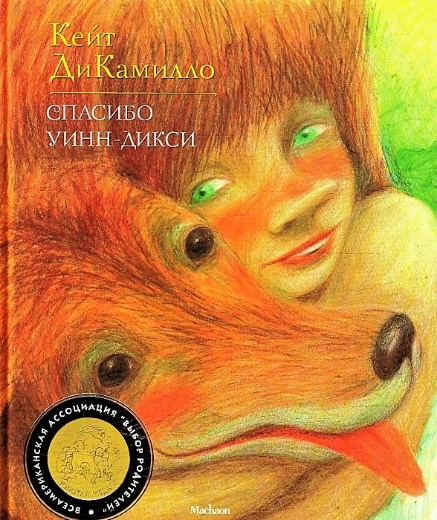 Кейт
ДиКамилло
СПАСИБО
УИНН-ДИКСИ
ВСЕАМЕРИКАНСКАЯ АССОЦИАЦИЯ "ВЫБОР РОДИТЕЛЕЙ"
Machaon